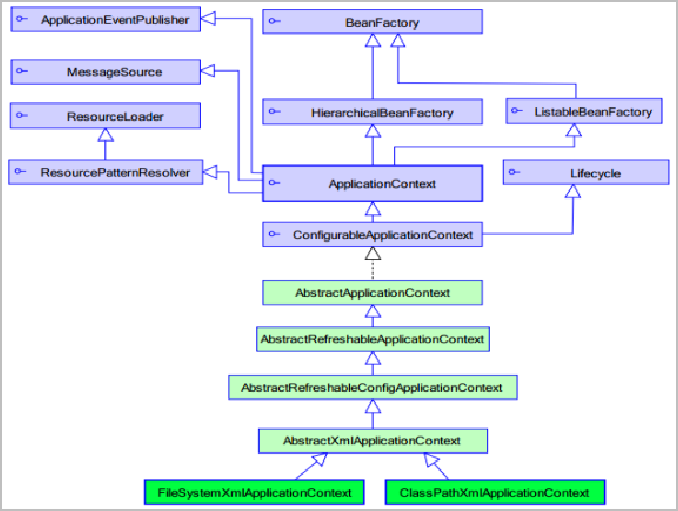 ApplicationEventPublisher
BeanFactory
MessageSource
ResourceLoader
HierarchicalBeanFactory
ListableBeanFactory
ResourcePatternResolver
ApplicationContext
Lifecycle
ConfigurableApplicationContext
AbstractApplicationContext
AbstractRefreshableApplicationContext
AbstractRefreshableConfigApplicationContext
AbstractXmlApplicationContext
FileSystemXmlApplicationContext
ClassPathXmlApplicationContext